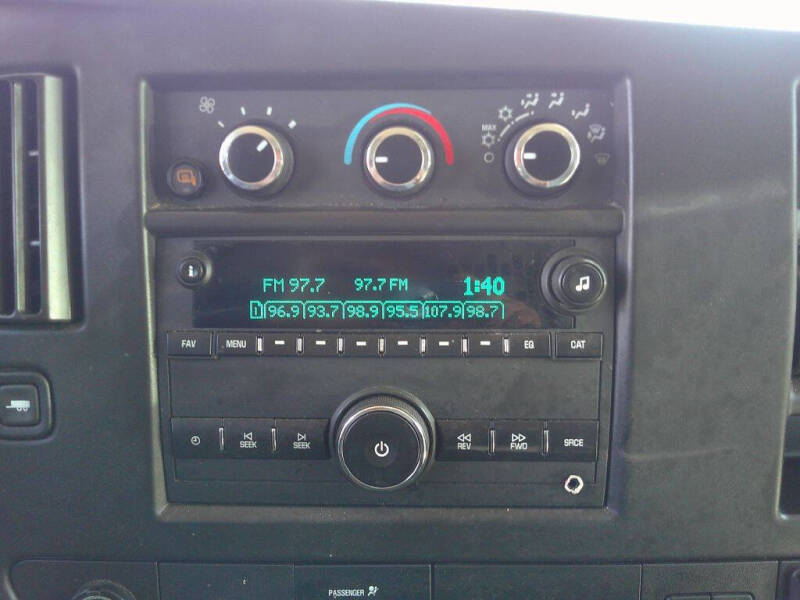 MAX
FM 97.7 97.7 FM 1:40
1 96.9 93.7 98.9 95.5 107.9 98.7
FAV MENU EQ CAT
SEEK SEEK REV FWD SRCE
PASSENGER